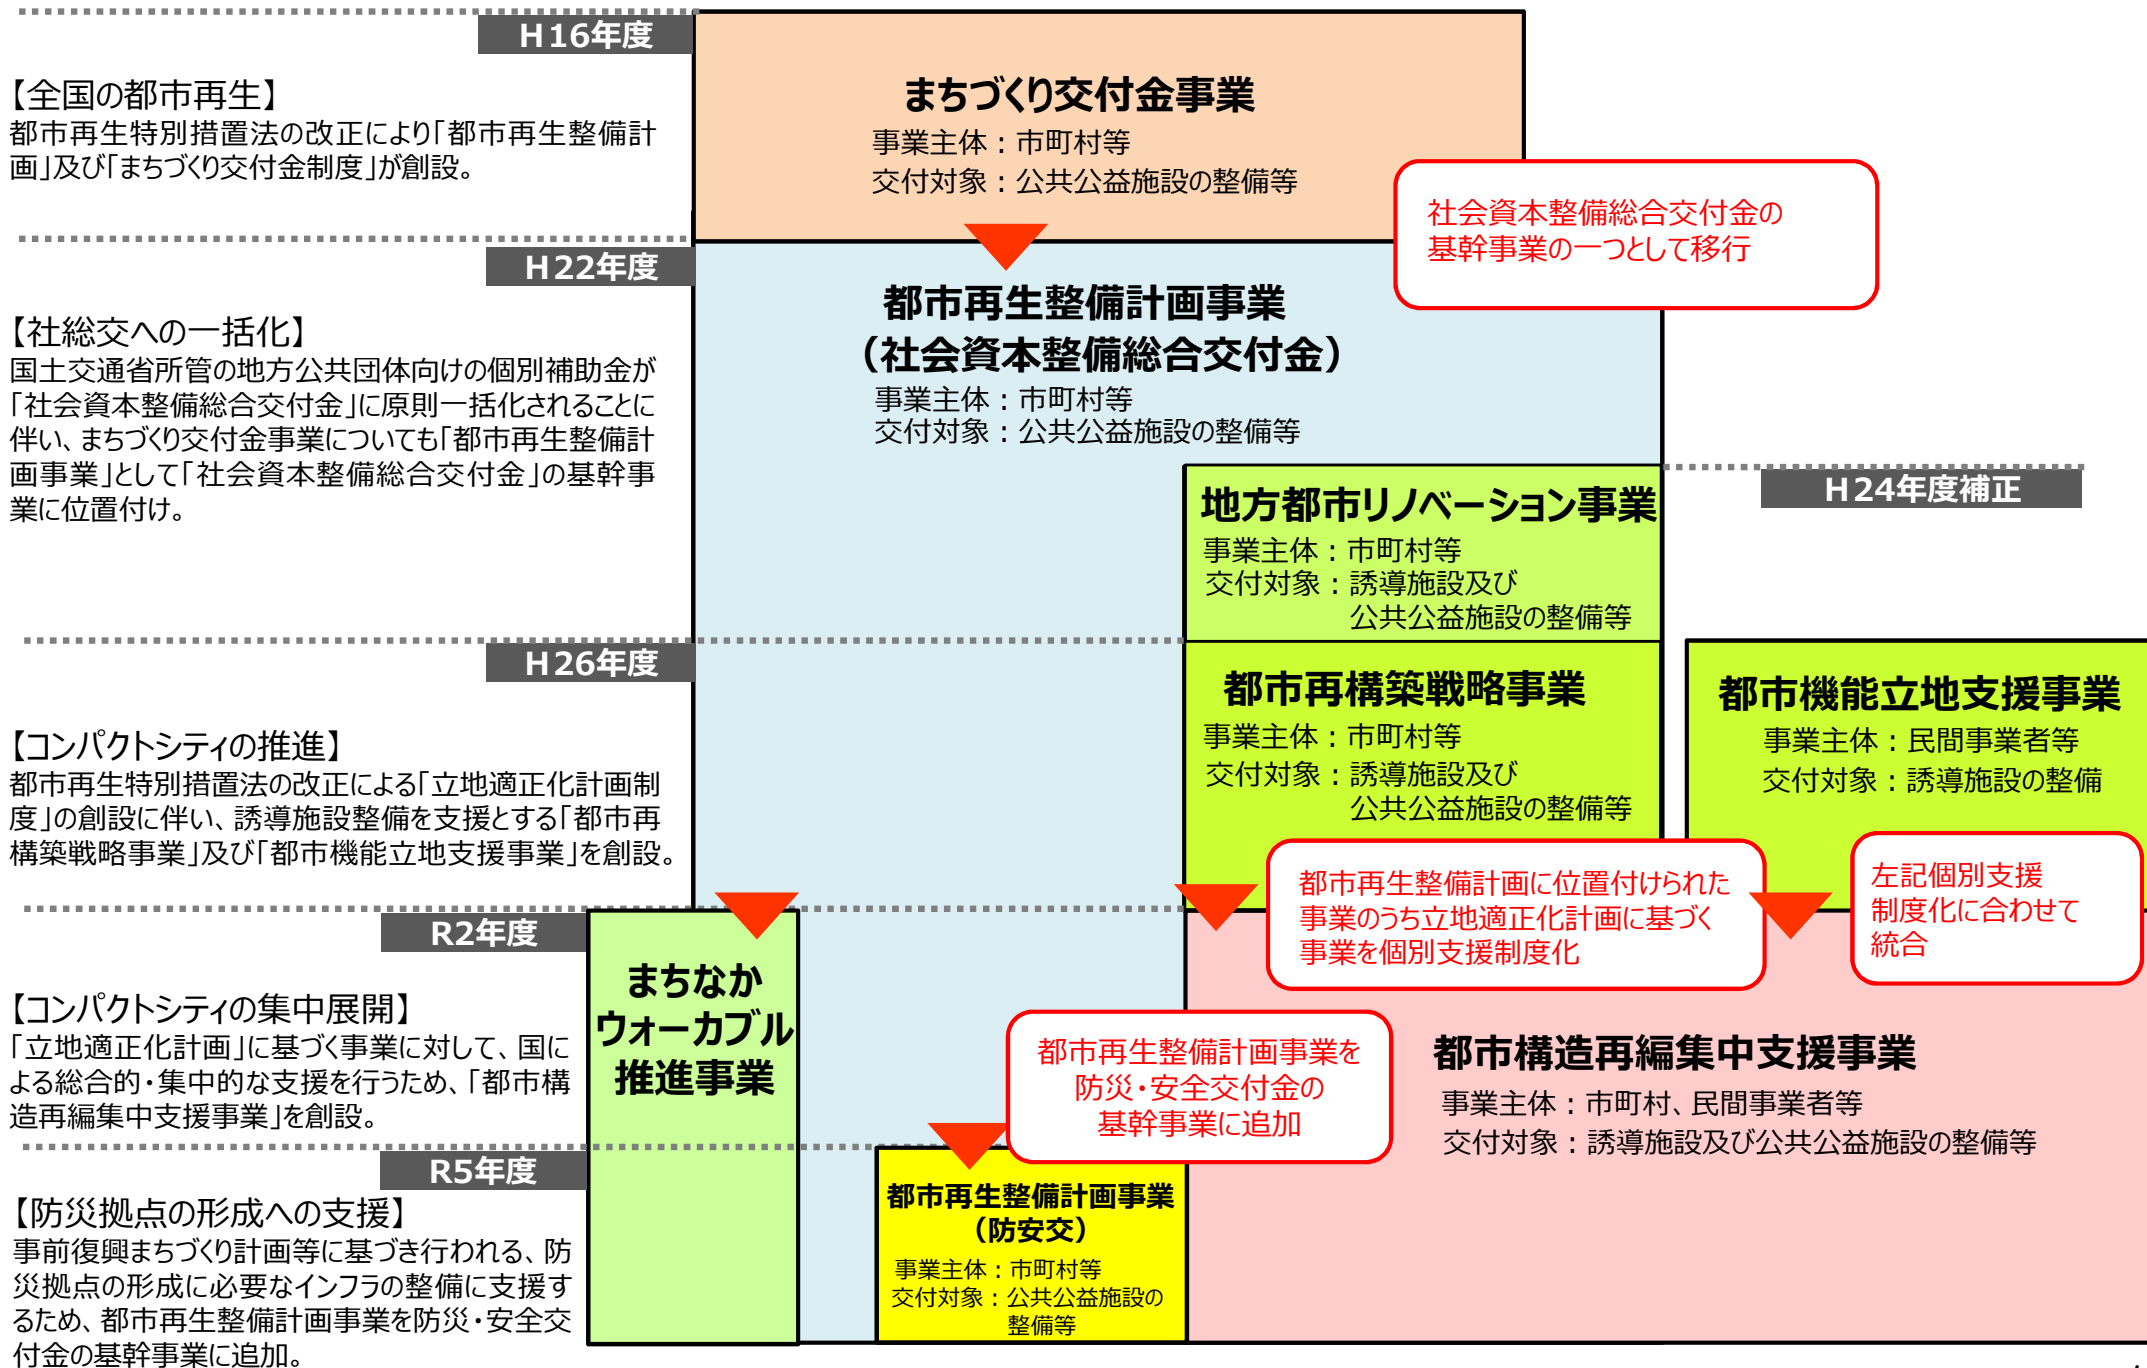 H16年度
【全国の都市再生】
都市再生特別措置法の改正により「都市再生整備計
画」及び「まちづくり交付金制度」が創設。
まちづくり交付金事業
事業主体：市町村等
交付対象：公共公益施設の整備等
社会資本整備総合交付金の
基幹事業の一つとして移行
H22年度
【社総交への一括化】
国土交通省所管の地方公共団体向けの個別補助金が
「社会資本整備総合交付金」に原則一括化されることに
伴い、まちづくり交付金事業についても「都市再生整備計
画事業」として「社会資本整備総合交付金」の基幹事
業に位置付け。
都市再生整備計画事業
（社会資本整備総合交付金）
事業主体：市町村等
交付対象：公共公益施設の整備等
H24年度補正
地方都市リノベーション事業
事業主体：市町村等
交付対象：誘導施設及び
公共公益施設の整備等
H26年度
【コンパクトシティの推進】
都市再生特別措置法の改正による「立地適正化計画制
度」の創設に伴い、誘導施設整備を支援とする「都市再
構築戦略事業」及び「都市機能立地支援事業」を創設。
都市再構築戦略事業
事業主体：市町村等
交付対象：誘導施設及び
公共公益施設の整備等
都市機能立地支援事業
事業主体：民間事業者等
交付対象：誘導施設の整備
都市再生整備計画に位置付けられた
事業のうち立地適正化計画に基づく
事業を個別支援制度化
左記個別支援
制度化に合わせて
統合
R2年度
【コンパクトシティの集中展開】
「立地適正化計画」に基づく事業に対して、国に
よる総合的・集中的な支援を行うため、「都市構
造再編集中支援事業」を創設。
まちなか
ウォーカブル
推進事業
都市再生整備計画事業を
防災・安全交付金の
基幹事業に追加
都市構造再編集中支援事業
事業主体：市町村、民間事業者等
交付対象：誘導施設及び公共公益施設の整備等
R5年度
【防災拠点の形成への支援】
事前復興まちづくり計画等に基づき行われる、防
災拠点の形成に必要なインフラの整備に支援す
るため、都市再生整備計画事業を防災・安全交
付金の基幹事業に追加。
都市再生整備計画事業
（防安交）
事業主体：市町村等
交付対象：公共公益施設の
整備等